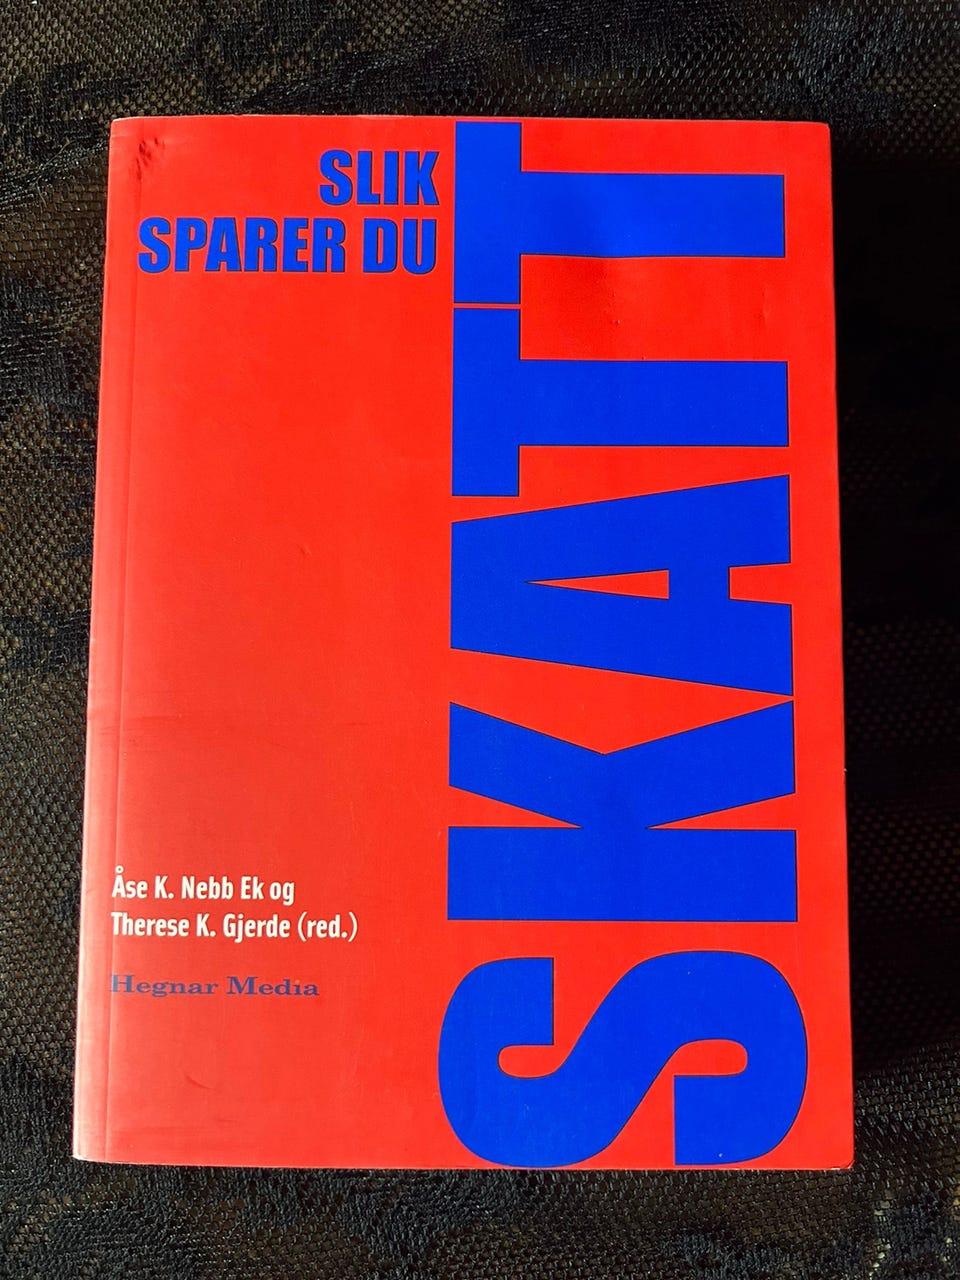 SLIK
SPARER DU
SKATT
Åse K. Nebb Ek og
Therese K. Gjerde (red.)
Hegnar Media